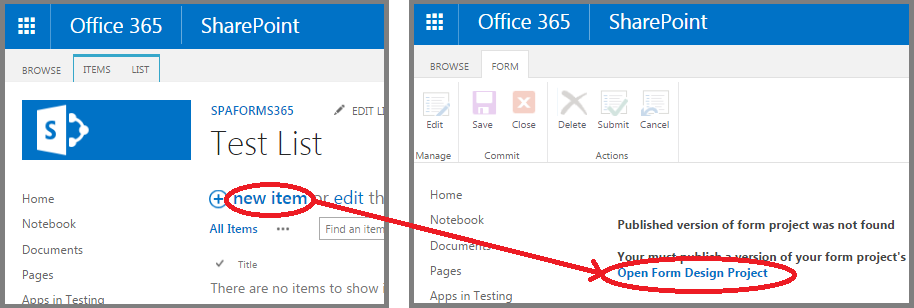 Office 365 SharePoint
BROWSE ITEMS LIST
S
SPAFORMS365 EDIT LI
Test List
new item or edit th
All Items ••• Find an item
Title
There are no items to show i
Home
Notebook
Documents
Pages
Apps in Testing
Office 365 SharePoint
BROWSE FORM
Edit Save Close Delete Submit Cancel
Manage Commit Actions
Home
Notebook
Documents
Pages
Apps in Testing
Published version of form project was not found
Your must publish a version of your form project's
Open Form Design Project